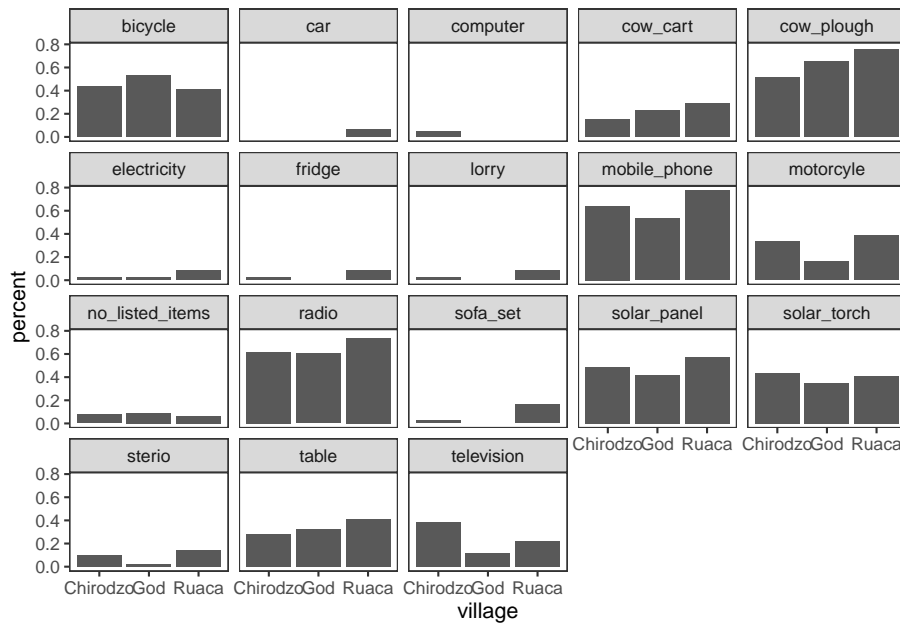 bicycle car computer cow_cart cow_plough
0.8
0.6
0.4
0.2
0.0
electricity fridge lorry mobile_phone motorcyle
0.8
0.6
0.4
0.2
0.0
percent
no_listed_items radio sofa_set solar_panel solar_torch
0.8
0.6
0.4
0.2
0.0
Chirodzo God Ruaca Chirodzo God Ruaca
sterio table television
0.8
0.6
0.4
0.2
0.0
Chirodzo God Ruaca Chirodzo God Ruaca Chirodzo God Ruaca
village